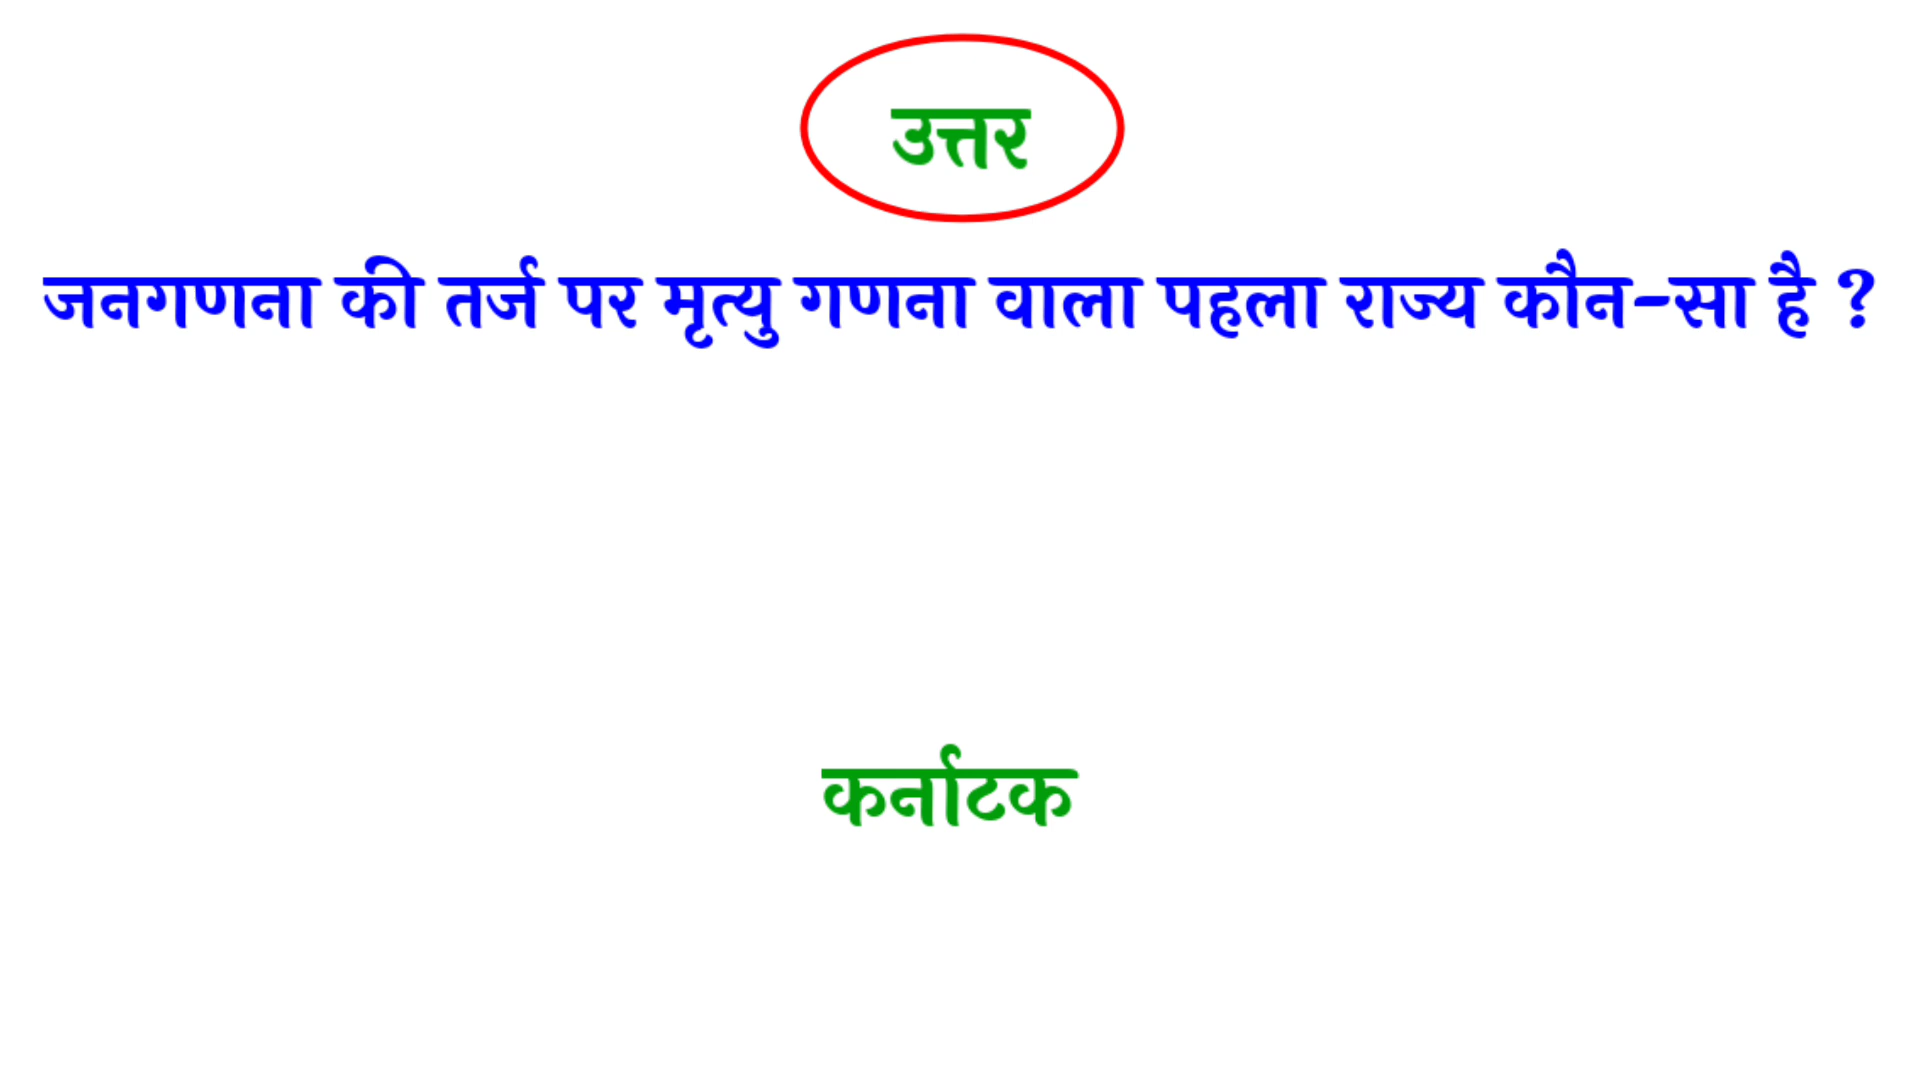 उत्तर
जनगणना की तर्ज पर मृत्यु गणना वाला पहला राज्य कौन-सा है ?
कर्नाटक